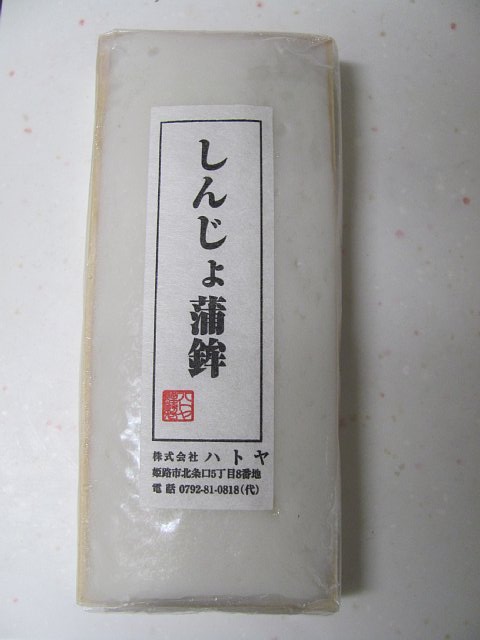 しんじょ蒲鉾
株式会社 ハトヤ
姫路市北条口5丁目8番地
電話 0792-81-0818(代)